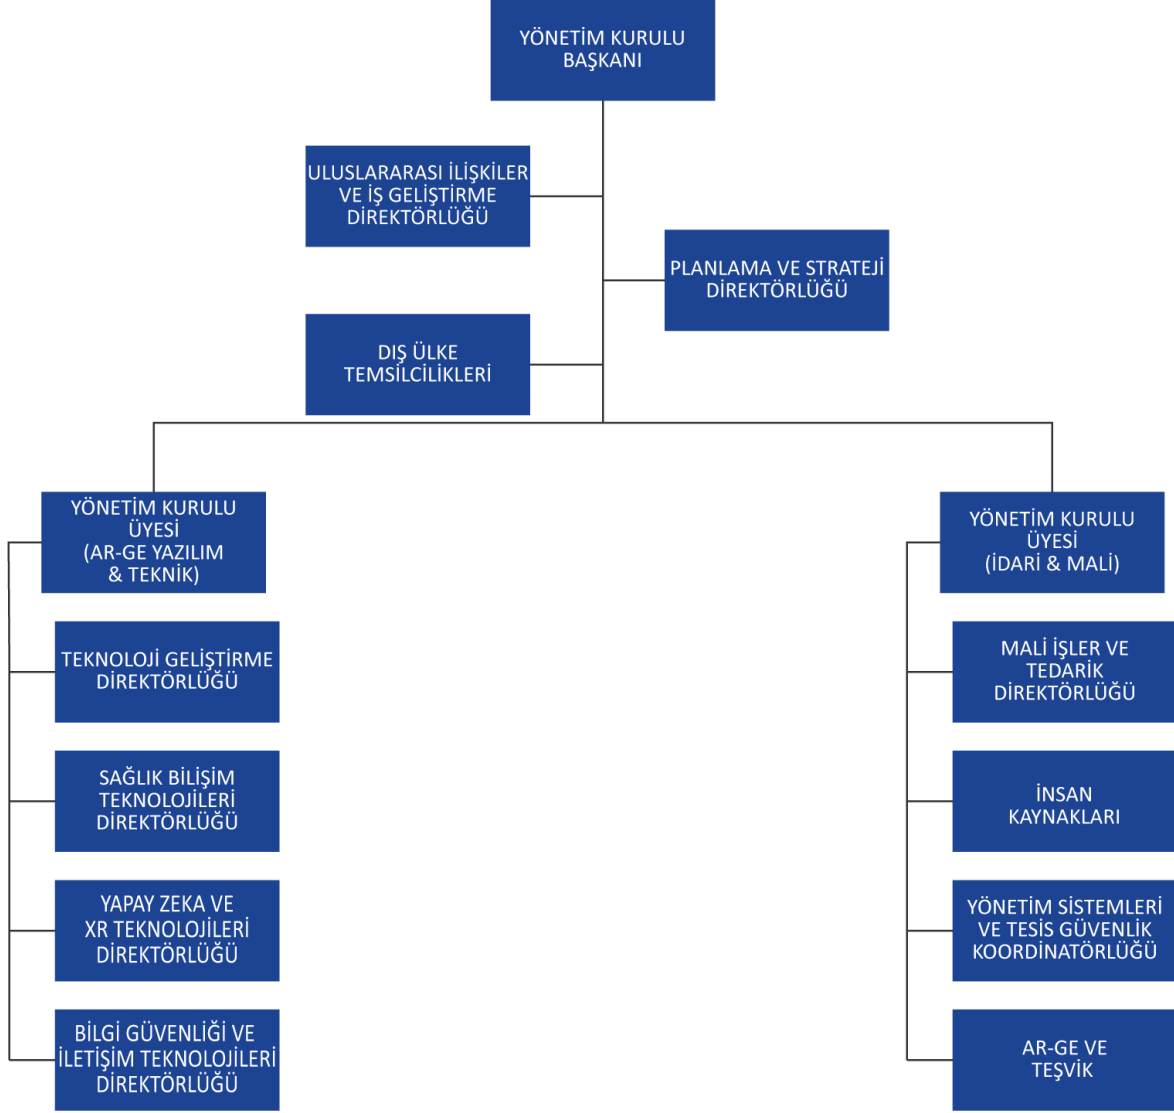 YÖNETİM KURULU
BAŞKANI
ULUSLARARASI İLİŞKİLER
VE İŞ GELİŞTİRME
DİREKTÖRLÜĞÜ
PLANLAMA VE STRATEJİ
DİREKTÖRLÜĞÜ
DIŞ ÜLKE
TEMSİLCİLİKLERİ
YÖNETİM KURULU
ÜYESİ
(AR-GE YAZILIM
& TEKNİK)
TEKNOLOJİ GELİŞTİRME
DİREKTÖRLÜĞÜ
SAĞLIK BİLİŞİM
TEKNOLOJİLERİ
DİREKTÖRLÜĞÜ
YAPAY ZEKA VE
XR TEKNOLOJİLERİ
DİREKTÖRLÜĞÜ
BİLGİ GÜVENLİĞİ VE
İLETİŞİM TEKNOLOJİLERİ
DİREKTÖRLÜĞÜ
YÖNETİM KURULU
ÜYESİ
(İDARİ & MALİ)
MALİ İŞLER VE
TEDARİK
DİREKTÖRLÜĞÜ
İNSAN
KAYNAKLARI
YÖNETİM SİSTEMLERİ
VE TESİS GÜVENLİK
KOORDİNATÖRLÜĞÜ
AR-GE VE
TEŞVİK